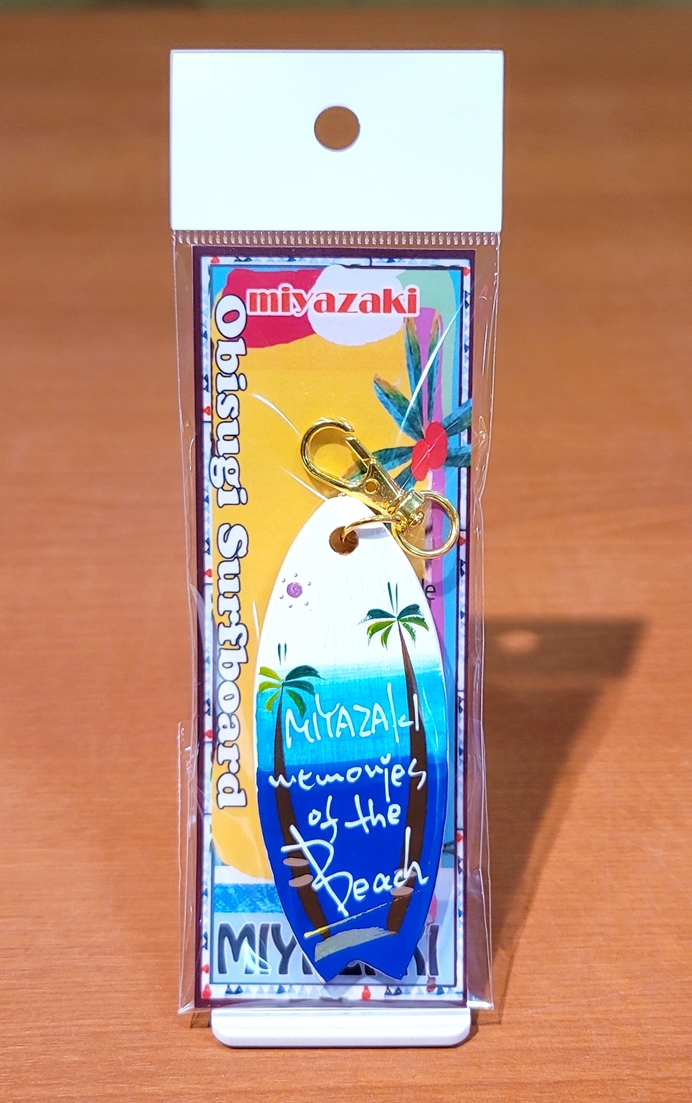 miyazaki
Obisugi Surfboard
MIYAZAKI
memories
of the
Beach